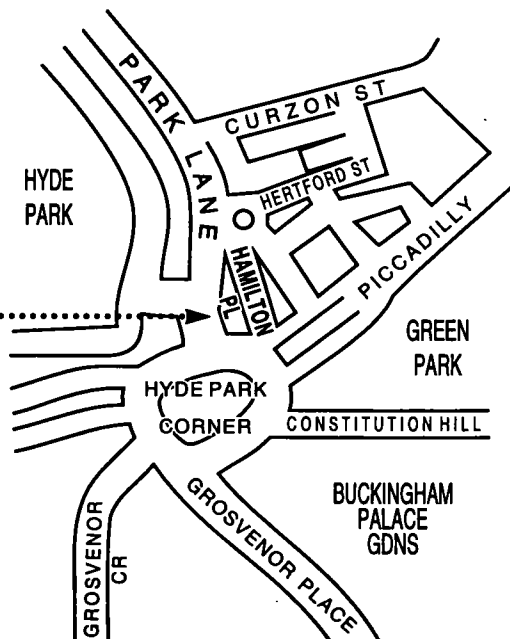 PARK LANE
CURZON ST
HYDE
PARK
HERTFORD ST
HAMILTON
PL
PICCADILLY
GREEN
PARK
HYDE PARK
CORNER
CONSTITUTION HILL
BUCKINGHAM
PALACE
GDNS
GROSVENOR
CR
GROSVENOR PLACE